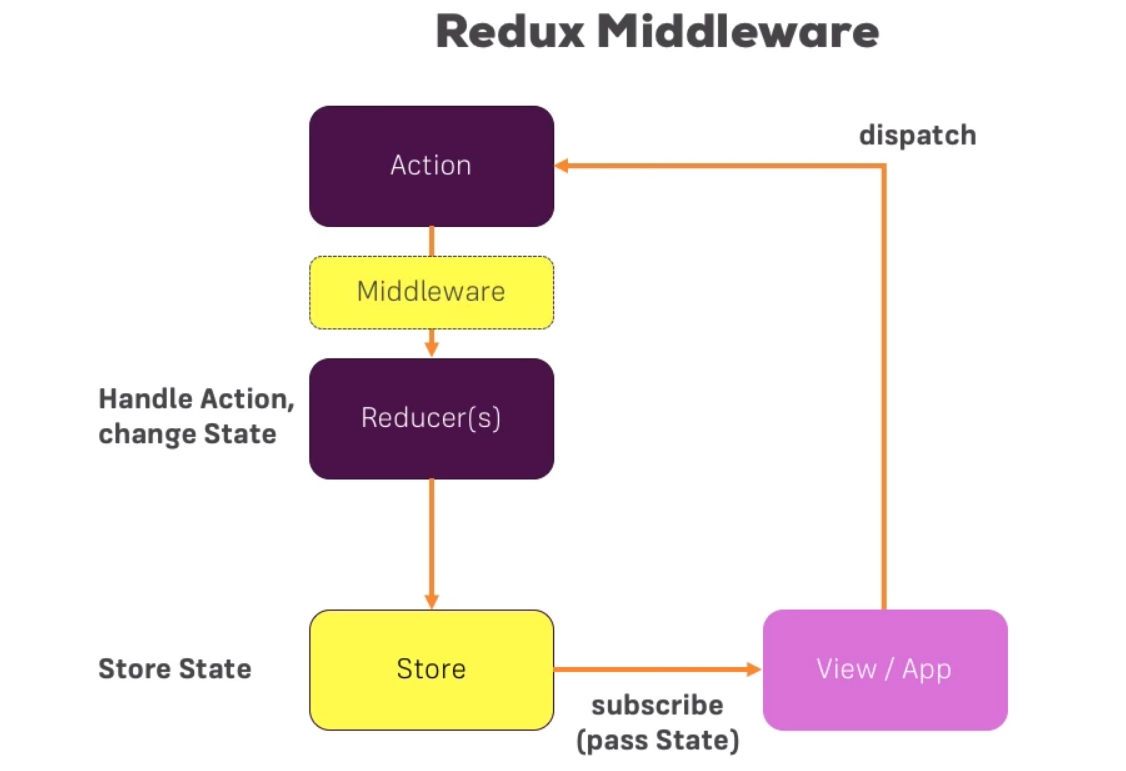 Redux Middleware
dispatch
Action
Middleware
Handle Action,
change State
Reducer(s)
Store State
Store
subscribe
(pass State)
View / App